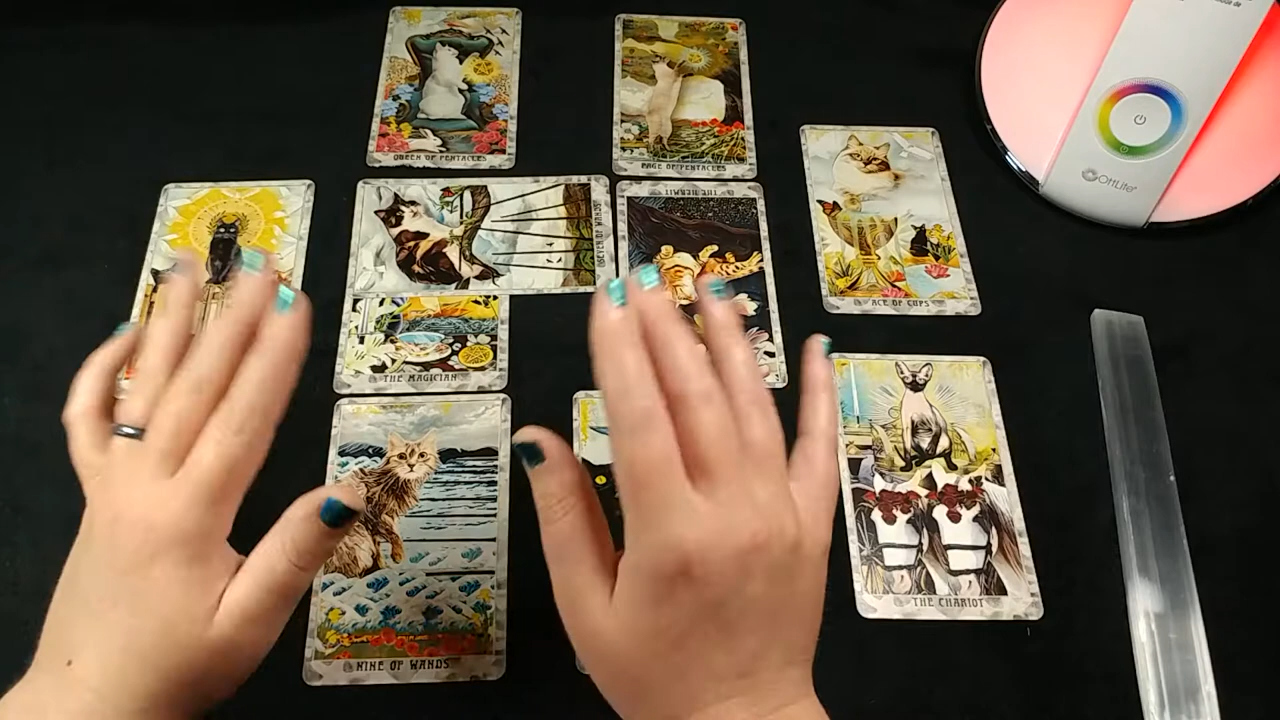 QUEEN OF PENTACLES
PAGE OF PENTACLES
SEVEN OF WANDS
THE HERMIT
ACE OF CUPS
THE MAGICIAN
NINE OF WANDS
THE CHARIOT
OttLite